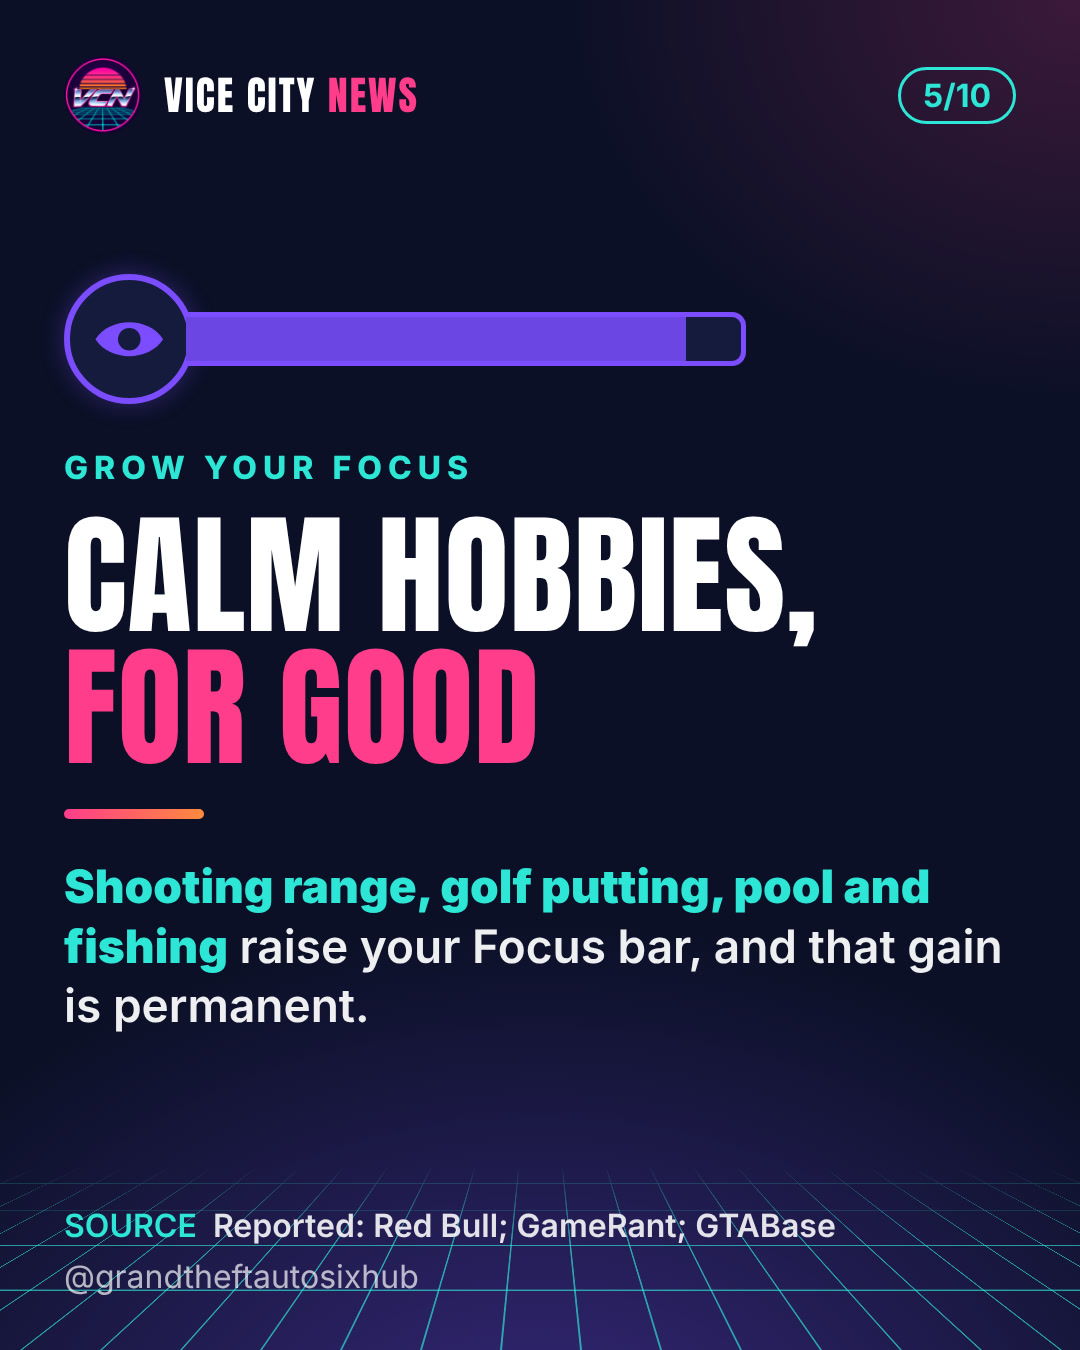 VCN
VICE CITY NEWS
5/10
GROW YOUR FOCUS
CALM HOBBIES,
FOR GOOD
Shooting range, golf putting, pool and
fishing raise your Focus bar, and that gain
is permanent.
SOURCE Reported: Red Bull; GameRant; GTABase
@grandtheftautosixhub